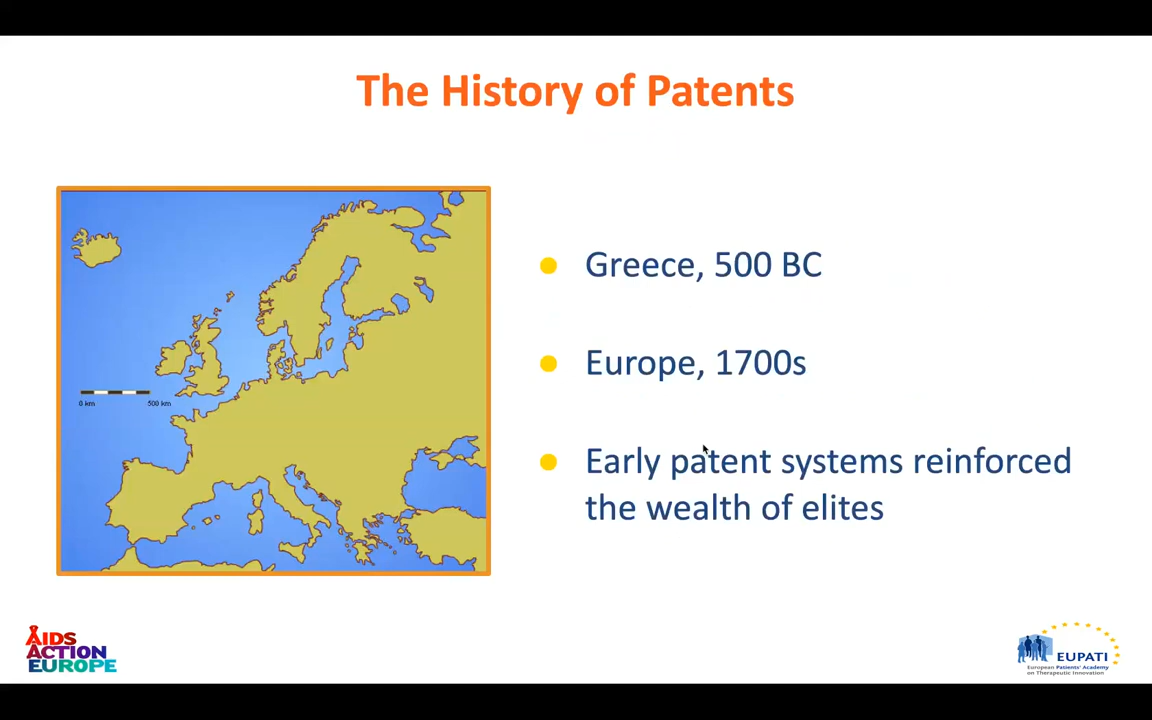 The History of Patents
Greece, 500 BC
Europe, 1700s
0 km 500 km
Early patent systems reinforced
the wealth of elites
AIDS
ACTION
EUROPE
EUPATI
European Patients' Academy
on Therapeutic Innovation